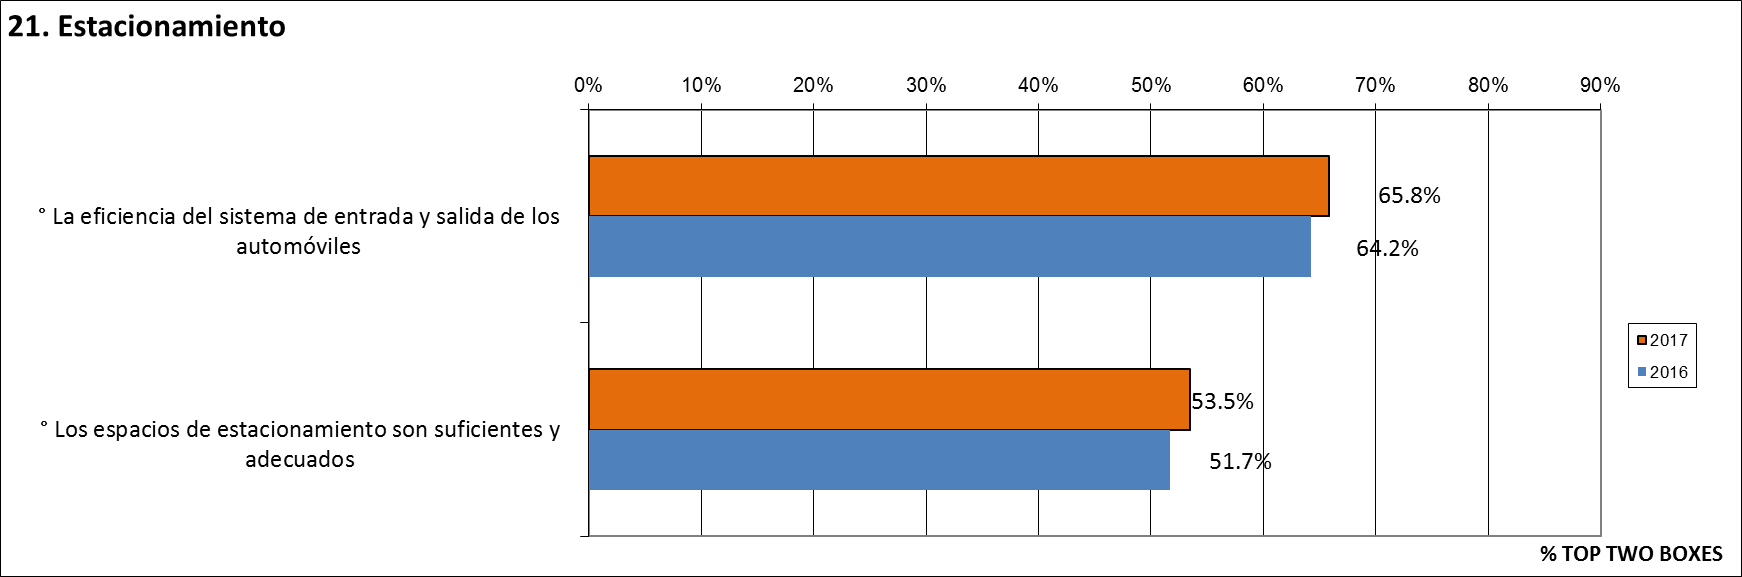 21. Estacionamiento
0% 10% 20% 30% 40% 50% 60% 70% 80% 90%
° La eficiencia del sistema de entrada y salida de los
automóviles
65.8%
64.2%
° Los espacios de estacionamiento son suficientes y
adecuados
53.5%
51.7%
2017
2016
% TOP TWO BOXES